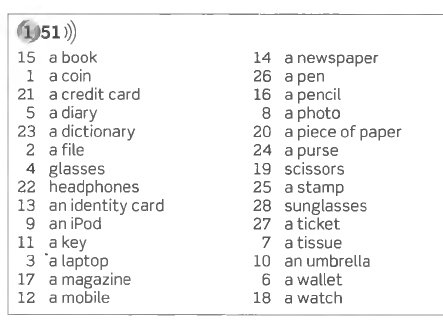 1 51
15 a book
1 a coin
21 a credit card
5 a diary
23 a dictionary
2 a file
4 glasses
22 headphones
13 an identity card
9 an iPod
11 a key
3 a laptop
17 a magazine
12 a mobile
14 a newspaper
26 a pen
16 a pencil
8 a photo
20 a piece of paper
24 a purse
19 scissors
25 a stamp
28 sunglasses
27 a ticket
7 a tissue
10 an umbrella
6 a wallet
18 a watch